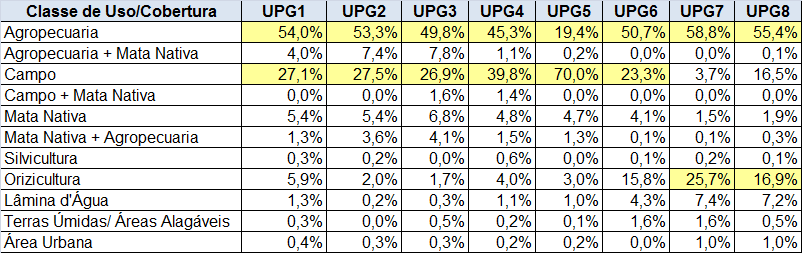 Classe de Uso/Cobertura UPG1 UPG2 UPG3 UPG4 UPG5 UPG6 UPG7 UPG8
Agropecuaria 54,0% 53,3% 49,8% 45,3% 19,4% 50,7% 58,8% 55,4%
Agropecuaria + Mata Nativa 4,0% 7,4% 7,8% 1,1% 0,2% 0,0% 0,0% 0,1%
Campo 27,1% 27,5% 26,9% 39,8% 70,0% 23,3% 3,7% 16,5%
Campo + Mata Nativa 0,0% 0,0% 1,6% 1,4% 0,0% 0,0% 0,0% 0,0%
Mata Nativa 5,4% 5,4% 6,8% 4,8% 4,7% 4,1% 1,5% 1,9%
Mata Nativa + Agropecuaria 1,3% 3,6% 4,1% 1,5% 1,3% 0,1% 0,1% 0,3%
Silvicultura 0,3% 0,2% 0,0% 0,6% 0,0% 0,1% 0,2% 0,1%
Orizicultura 5,9% 2,0% 1,7% 4,0% 3,0% 15,8% 25,7% 16,9%
Lâmina d'Água 1,3% 0,2% 0,3% 1,1% 1,0% 4,3% 7,4% 7,2%
Terras Úmidas/ Áreas Alagáveis 0,3% 0,0% 0,5% 0,2% 0,1% 1,6% 1,6% 0,5%
Área Urbana 0,4% 0,3% 0,3% 0,2% 0,2% 0,0% 1,0% 1,0%